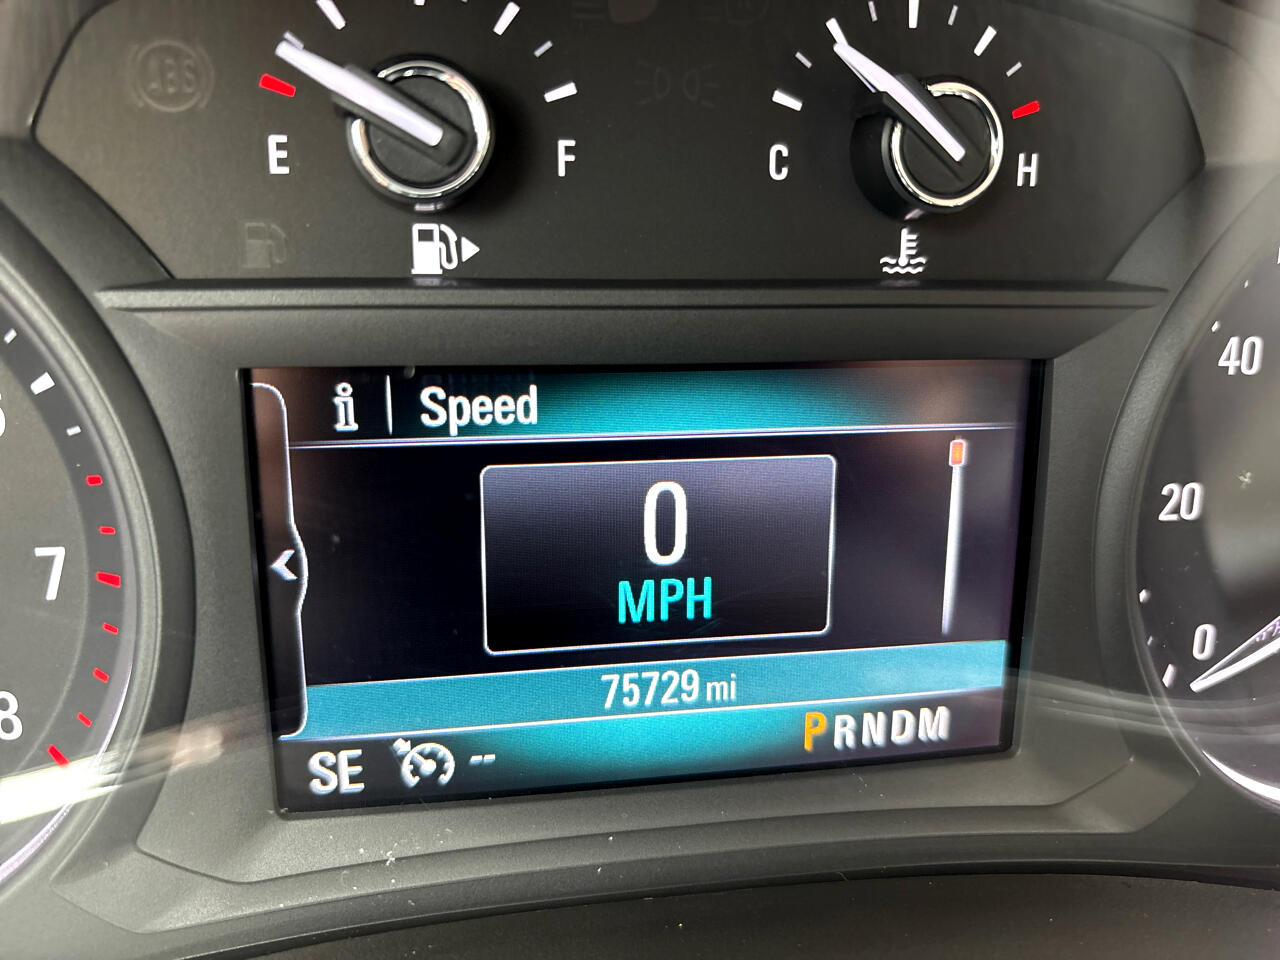 ABS
E
F
C
H
i
Speed
0
MPH
75729 mi
SE
--
PRNDM
7
8
40
20
0